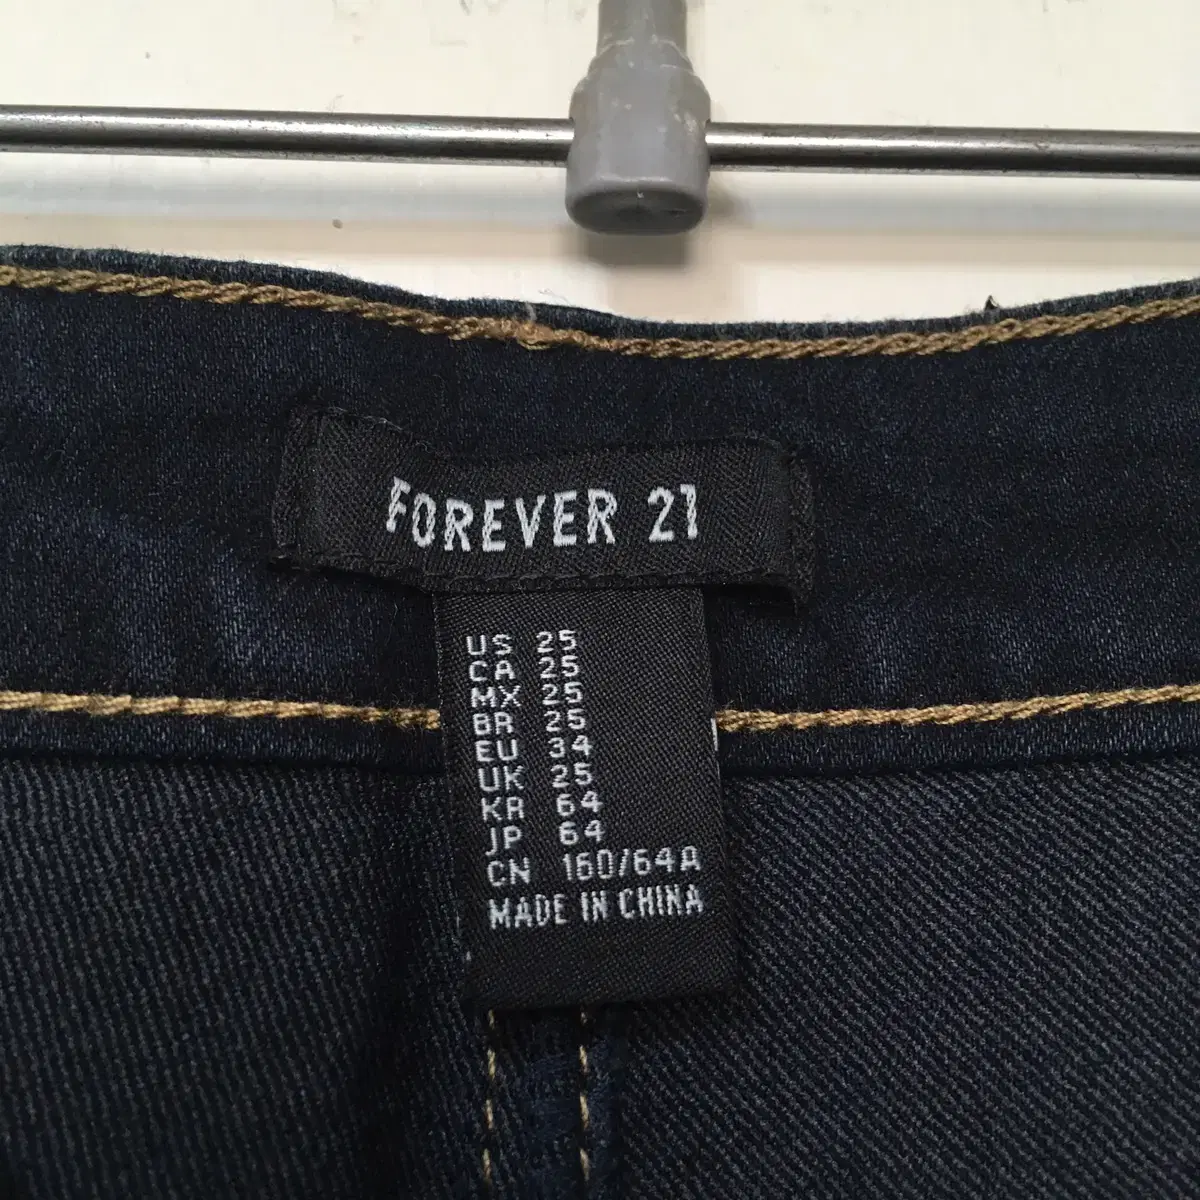 FOREVER 21
US 25
CA 25
MX 25
BR 25
EU 34
UK 25
KR 64
JP 64
CN 160/64A
MADE IN CHINA